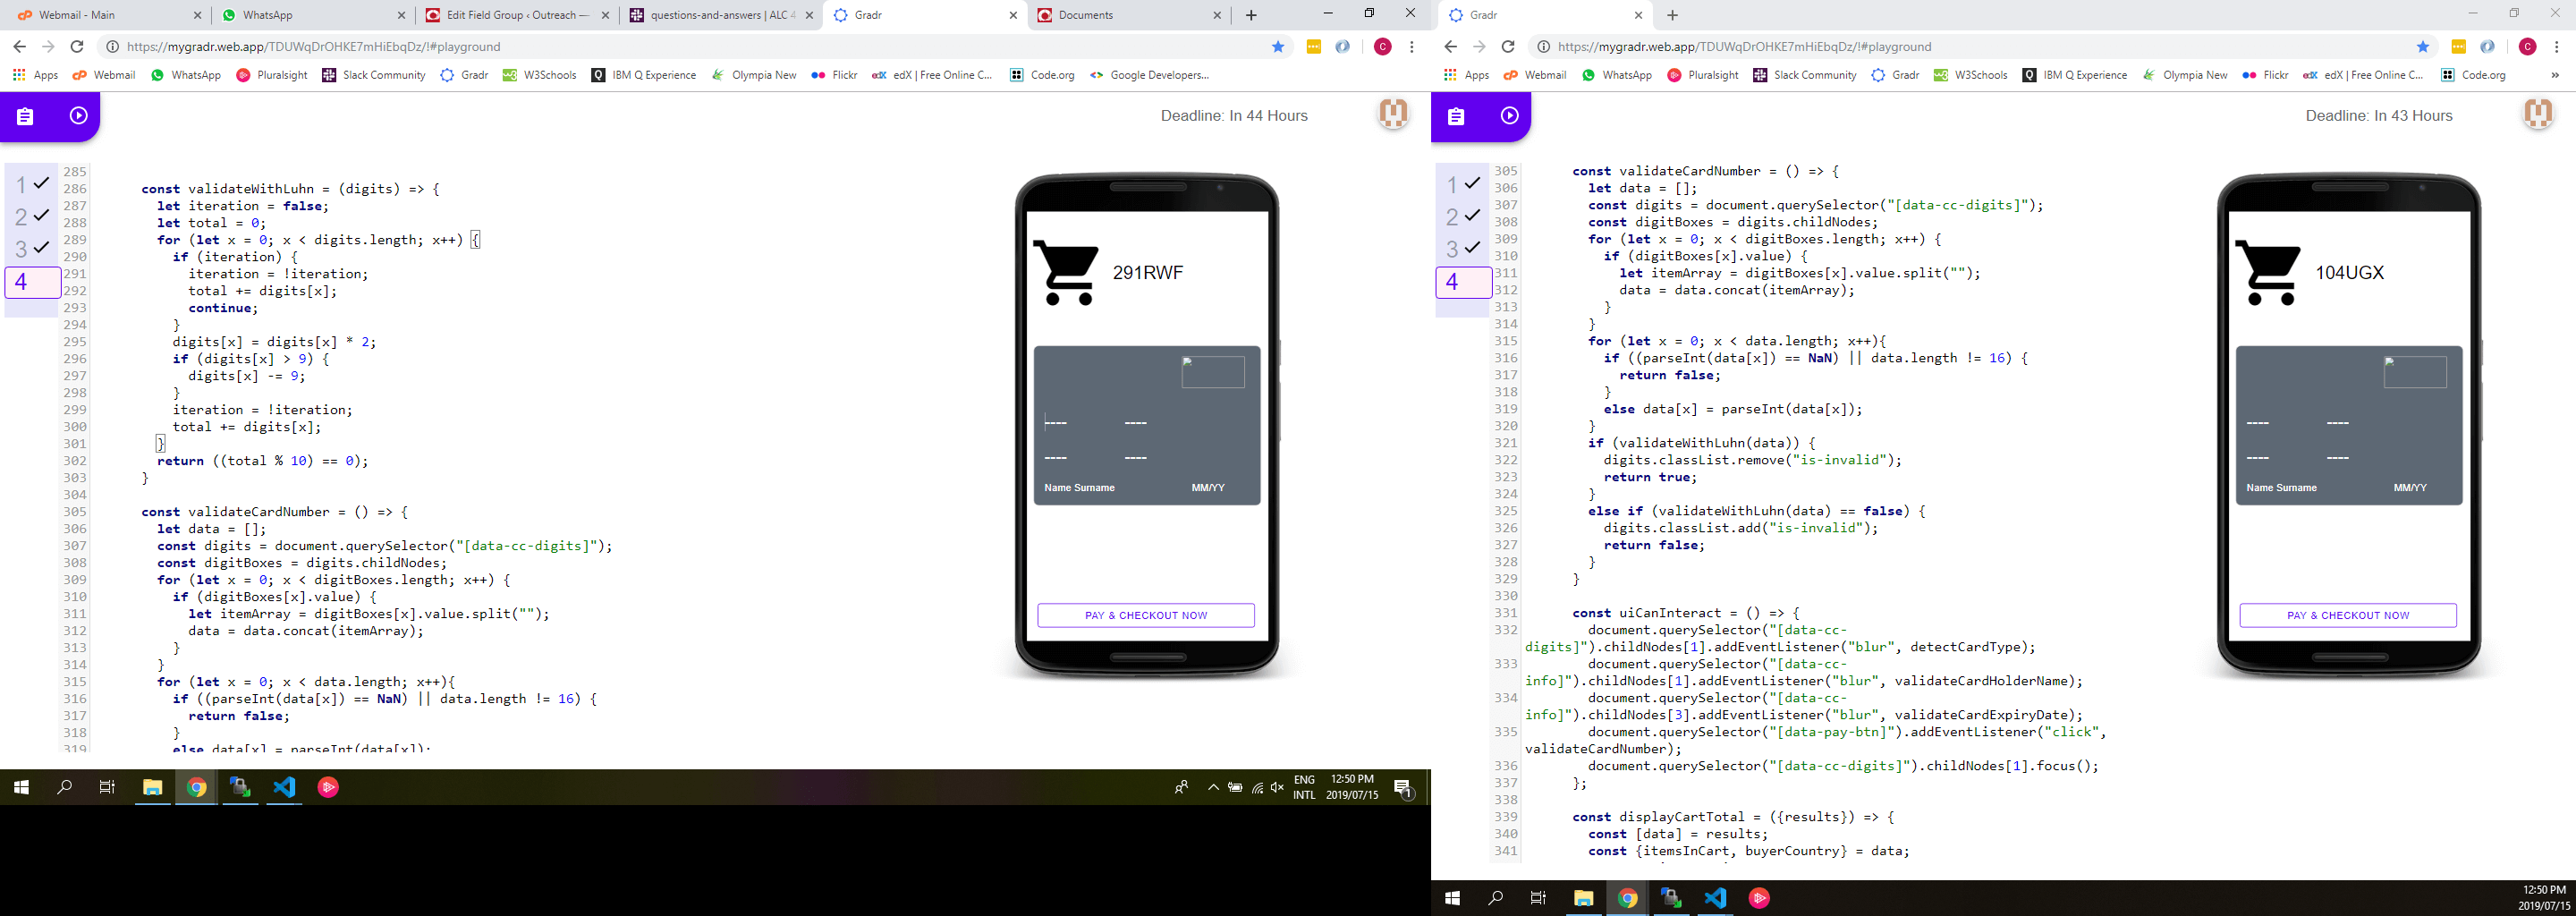 Webmail - Main
WhatsApp
Edit Field Group ‹ Outreach —
questions-and-answers | ALC 4
Gradr
Documents
https://mygradr.web.app/TDUWqDrOHKE7mHiEbqDz/!#playground
C
Apps
Webmail
WhatsApp
Pluralsight
Slack Community
Gradr
W3Schools
IBM Q Experience
Olympia New
Flickr
edX | Free Online C...
Code.org
Google Developers...
Deadline: In 44 Hours
1
2
3
4
285
286 const validateWithLuhn = (digits) => {
287 let iteration = false;
288 let total = 0;
289 for (let x = 0; x < digits.length; x++) {
290 if (iteration) {
291 iteration = !iteration;
292 total += digits[x];
293 continue;
294 }
295 digits[x] = digits[x] * 2;
296 if (digits[x] > 9) {
297 digits[x] -= 9;
298 }
299 iteration = !iteration;
300 total += digits[x];
301 }
302 return ((total % 10) == 0);
303 }
304
305 const validateCardNumber = () => {
306 let data = [];
307 const digits = document.querySelector("[data-cc-digits]");
308 const digitBoxes = digits.childNodes;
309 for (let x = 0; x < digitBoxes.length; x++) {
310 if (digitBoxes[x].value) {
311 let itemArray = digitBoxes[x].value.split("");
312 data = data.concat(itemArray);
313 }
314 }
315 for (let x = 0; x < data.length; x++){
316 if ((parseInt(data[x]) == NaN) || data.length != 16) {
317 return false;
318 }
319 else data[x] = parseInt(data[x]);
291RWF
---- ----
---- ----
Name Surname MM/YY
PAY & CHECKOUT NOW
ENG
INTL
12:50 PM
2019/07/15
1
Gradr
https://mygradr.web.app/TDUWqDrOHKE7mHiEbqDz/!#playground
C
Apps
Webmail
WhatsApp
Pluralsight
Slack Community
Gradr
W3Schools
IBM Q Experience
Olympia New
Flickr
edX | Free Online C...
Code.org
»
Deadline: In 43 Hours
1
2
3
4
305 const validateCardNumber = () => {
306 let data = [];
307 const digits = document.querySelector("[data-cc-digits]");
308 const digitBoxes = digits.childNodes;
309 for (let x = 0; x < digitBoxes.length; x++) {
310 if (digitBoxes[x].value) {
311 let itemArray = digitBoxes[x].value.split("");
312 data = data.concat(itemArray);
313 }
314 }
315 for (let x = 0; x < data.length; x++){
316 if ((parseInt(data[x]) == NaN) || data.length != 16) {
317 return false;
318 }
319 else data[x] = parseInt(data[x]);
320 }
321 if (validateWithLuhn(data)) {
322 digits.classList.remove("is-invalid");
323 return true;
324 }
325 else if (validateWithLuhn(data) == false) {
326 digits.classList.add("is-invalid");
327 return false;
328 }
329 }
330
331 const uiCanInteract = () => {
332 document.querySelector("[data-cc-
digits]").childNodes[1].addEventListener("blur", detectCardType);
333 document.querySelector("[data-cc-
info]").childNodes[1].addEventListener("blur", validateCardHolderName);
334 document.querySelector("[data-cc-
info]").childNodes[3].addEventListener("blur", validateCardExpiryDate);
335 document.querySelector("[data-pay-btn]").addEventListener("click",
validateCardNumber);
336 document.querySelector("[data-cc-digits]").childNodes[1].focus();
337 };
338
339 const displayCartTotal = ({results}) => {
340 const [data] = results;
341 const {itemsInCart, buyerCountry} = data;
104UGX
---- ----
---- ----
Name Surname MM/YY
PAY & CHECKOUT NOW
12:50 PM
2019/07/15